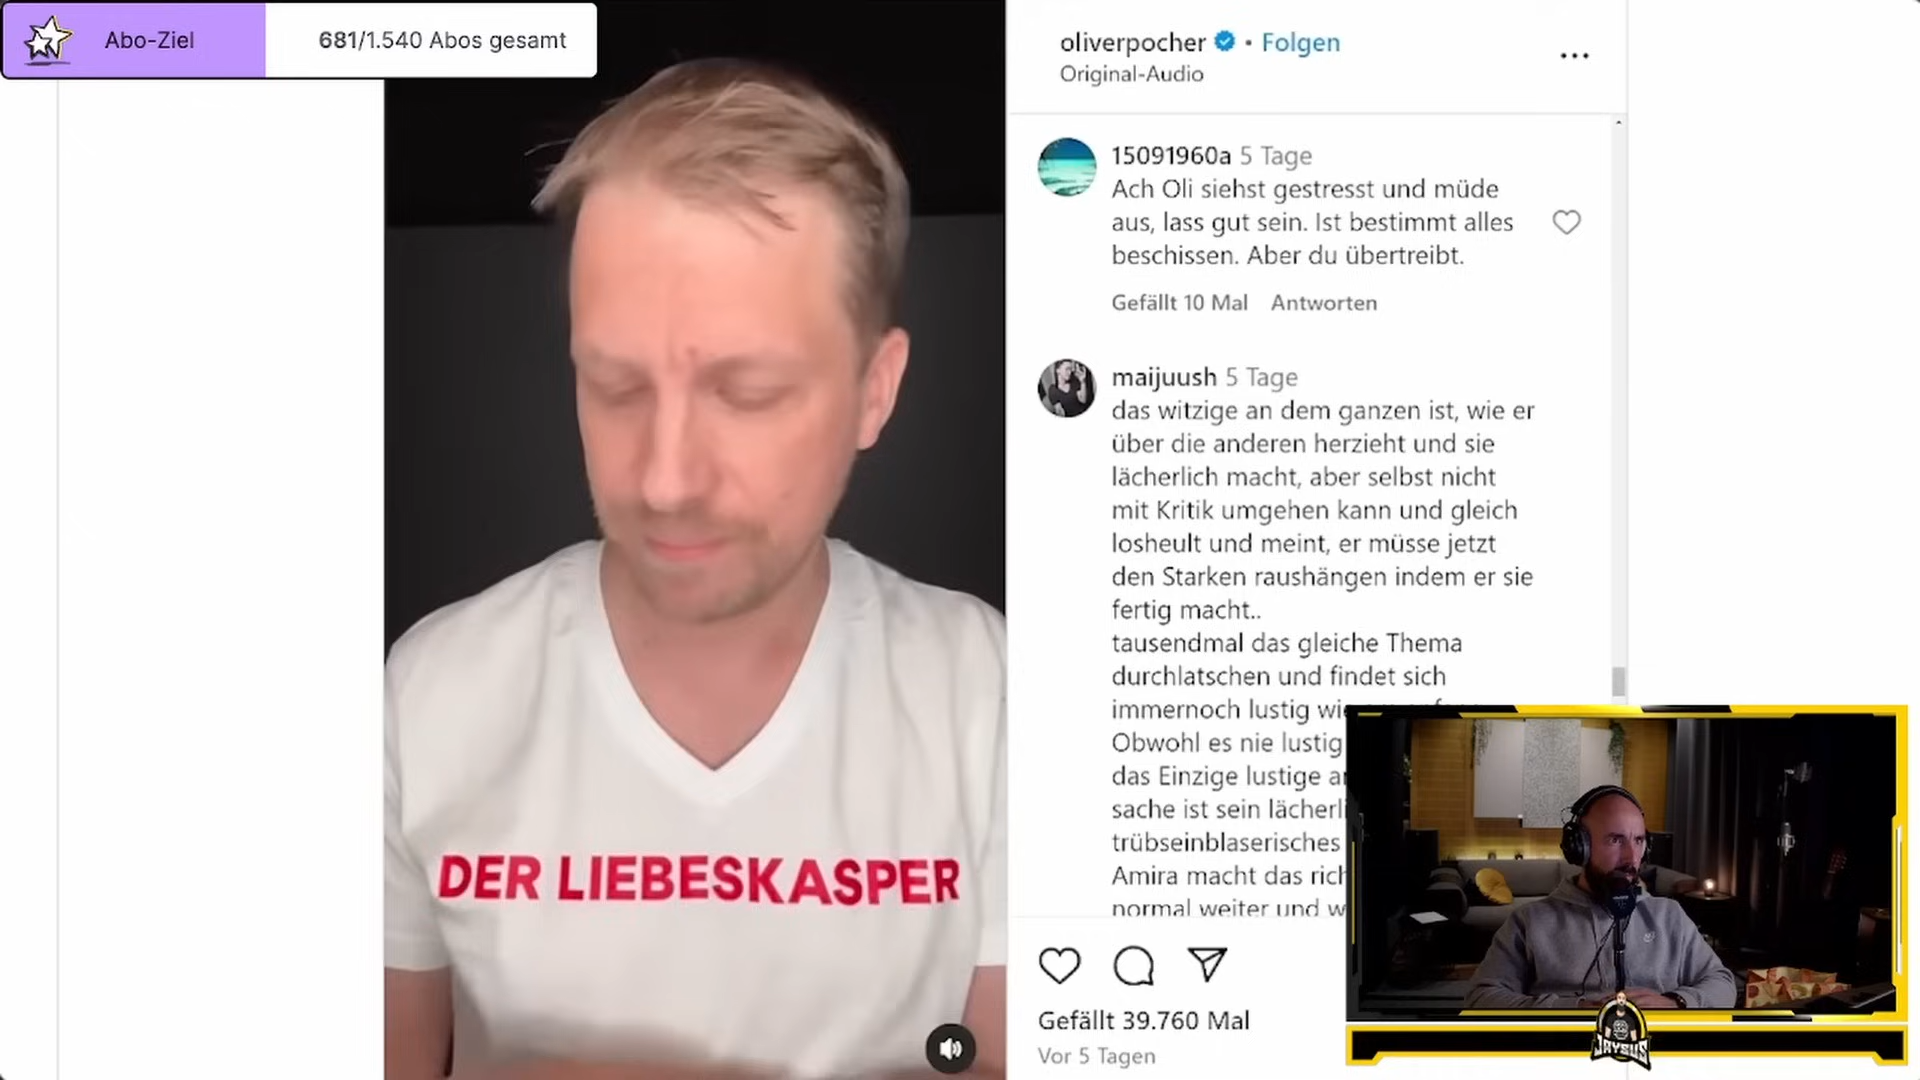 Abo-Ziel
681/1.540 Abos gesamt
oliverpocher • Folgen
Original-Audio
15091960a 5 Tage
Ach Oli siehst gestresst und müde
aus, lass gut sein. Ist bestimmt alles
beschissen. Aber du übertreibt.
Gefällt 10 Mal Antworten
maijuush 5 Tage
das witzige an dem ganzen ist, wie er
über die anderen herzieht und sie
lächerlich macht, aber selbst nicht
mit Kritik umgehen kann und gleich
losheult und meint, er müsse jetzt
den Starken raushängen indem er sie
fertig macht..
tausendmal das gleiche Thema
durchlatschen und findet sich
immernoch lustig
Obwohl es nie lustig
das Einzige lustige
sache ist sein
trübseinblaserisches
Amira macht das
normal weiter und
DER LIEBESKASPER
Gefällt 39.760 Mal
Vor 5 Tagen
JAYSUS